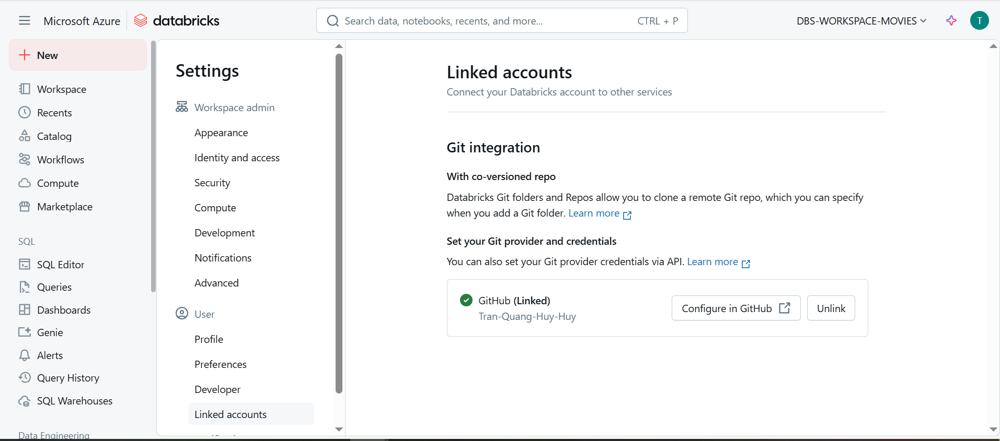 Microsoft Azure
databricks
Search data, notebooks, recents, and more...
CTRL + P
DBS-WORKSPACE-MOVIES
T
New
Workspace
Recents
Catalog
Workflows
Compute
Marketplace
SQL
SQL Editor
Queries
Dashboards
Genie
Alerts
Query History
SQL Warehouses
Data Engineering
Settings
Workspace admin
Appearance
Identity and access
Security
Compute
Development
Notifications
Advanced
User
Profile
Preferences
Developer
Linked accounts
Linked accounts
Connect your Databricks account to other services
Git integration
With co-versioned repo
Databricks Git folders and Repos allow you to clone a remote Git repo, which you can specify
when you add a Git folder. Learn more
Set your Git provider and credentials
You can also set your Git provider credentials via API. Learn more
GitHub (Linked)
Tran-Quang-Huy-Huy
Configure in GitHub
Unlink